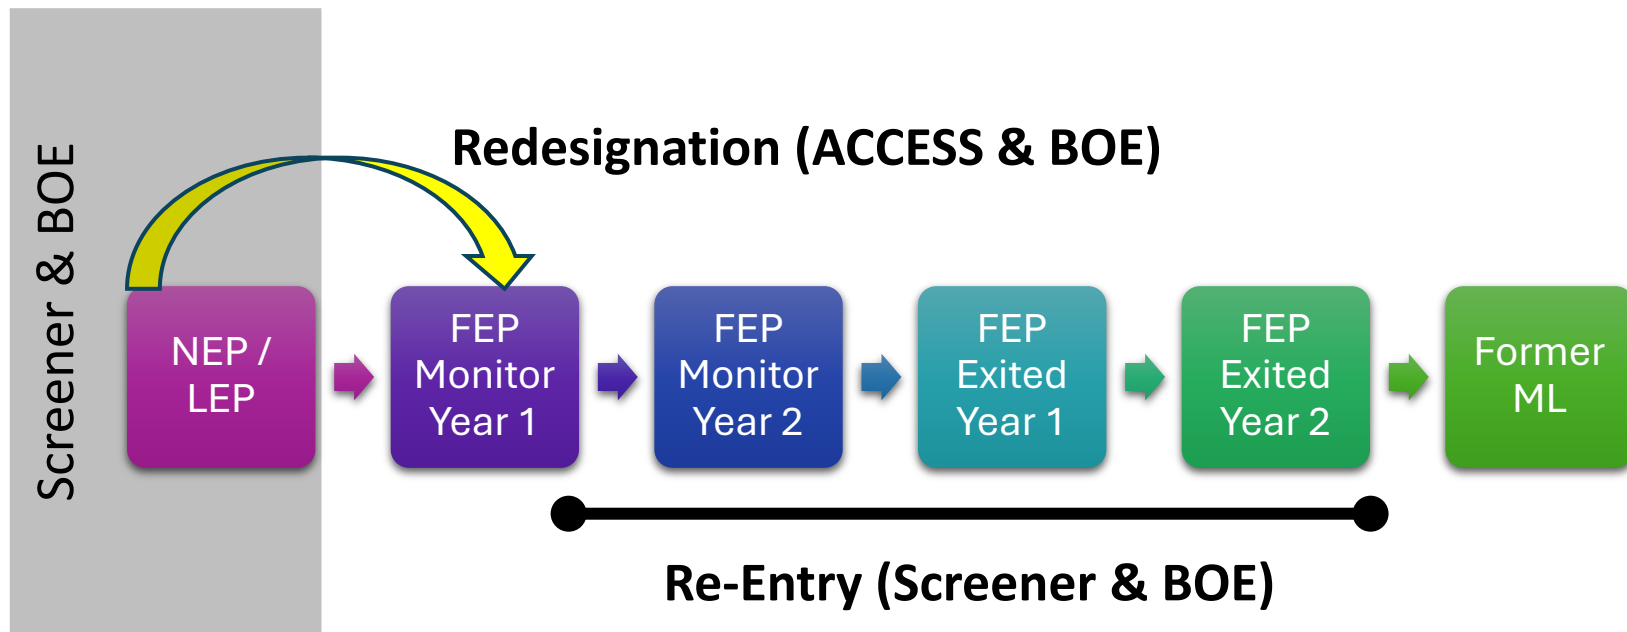 Screener & BOE
Redesignation (ACCESS & BOE)
NEP /
LEP
FEP
Monitor
Year 1
FEP
Monitor
Year 2
FEP
Exited
Year 1
FEP
Exited
Year 2
Former
ML
Re-Entry (Screener & BOE)